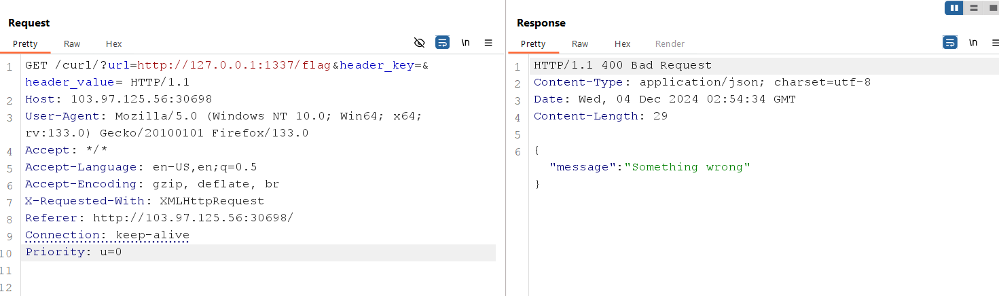 Request
Pretty Raw Hex \n
1 GET /curl/?url=http://127.0.0.1:1337/flag&header_key=&
header_value= HTTP/1.1
2 Host: 103.97.125.56:30698
3 User-Agent: Mozilla/5.0 (Windows NT 10.0; Win64; x64;
rv:133.0) Gecko/20100101 Firefox/133.0
4 Accept: */*
5 Accept-Language: en-US,en;q=0.5
6 Accept-Encoding: gzip, deflate, br
7 X-Requested-With: XMLHttpRequest
8 Referer: http://103.97.125.56:30698/
9 Connection: keep-alive
10 Priority: u=0
11
12
Response
Pretty Raw Hex Render \n
1 HTTP/1.1 400 Bad Request
2 Content-Type: application/json; charset=utf-8
3 Date: Wed, 04 Dec 2024 02:54:34 GMT
4 Content-Length: 29
5
6 {
"message":"Something wrong"
}